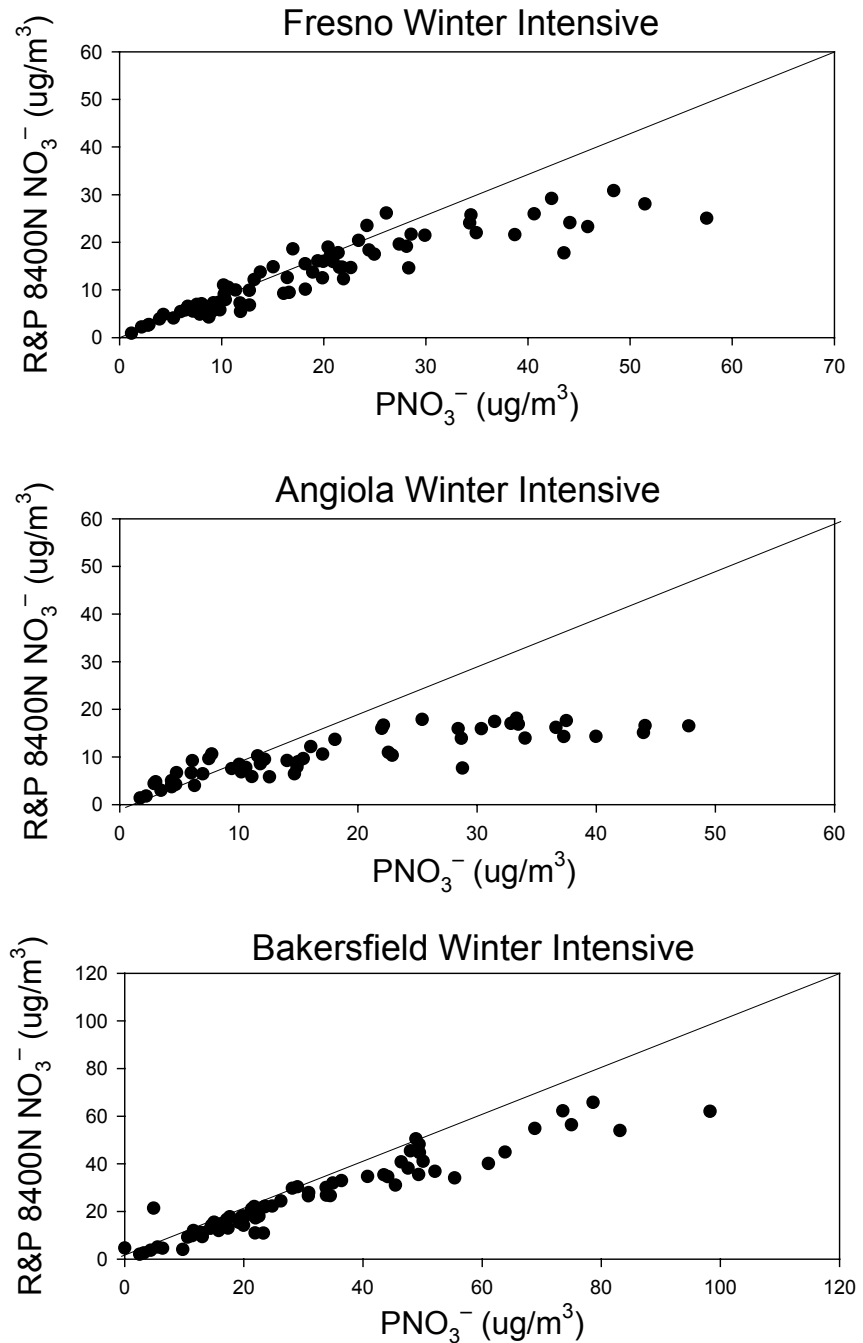 Fresno Winter Intensive
R&P 8400N NO₃⁻ (ug/m³)
60
50
40
30
20
10
0
0 10 20 30 40 50 60 70
PNO₃⁻ (ug/m³)
Angiola Winter Intensive
R&P 8400N NO₃⁻ (ug/m³)
60
50
40
30
20
10
0
0 10 20 30 40 50 60
PNO₃⁻ (ug/m³)
Bakersfield Winter Intensive
R&P 8400N NO₃⁻ (ug/m³)
120
100
80
60
40
20
0
0 20 40 60 80 100 120
PNO₃⁻ (ug/m³)